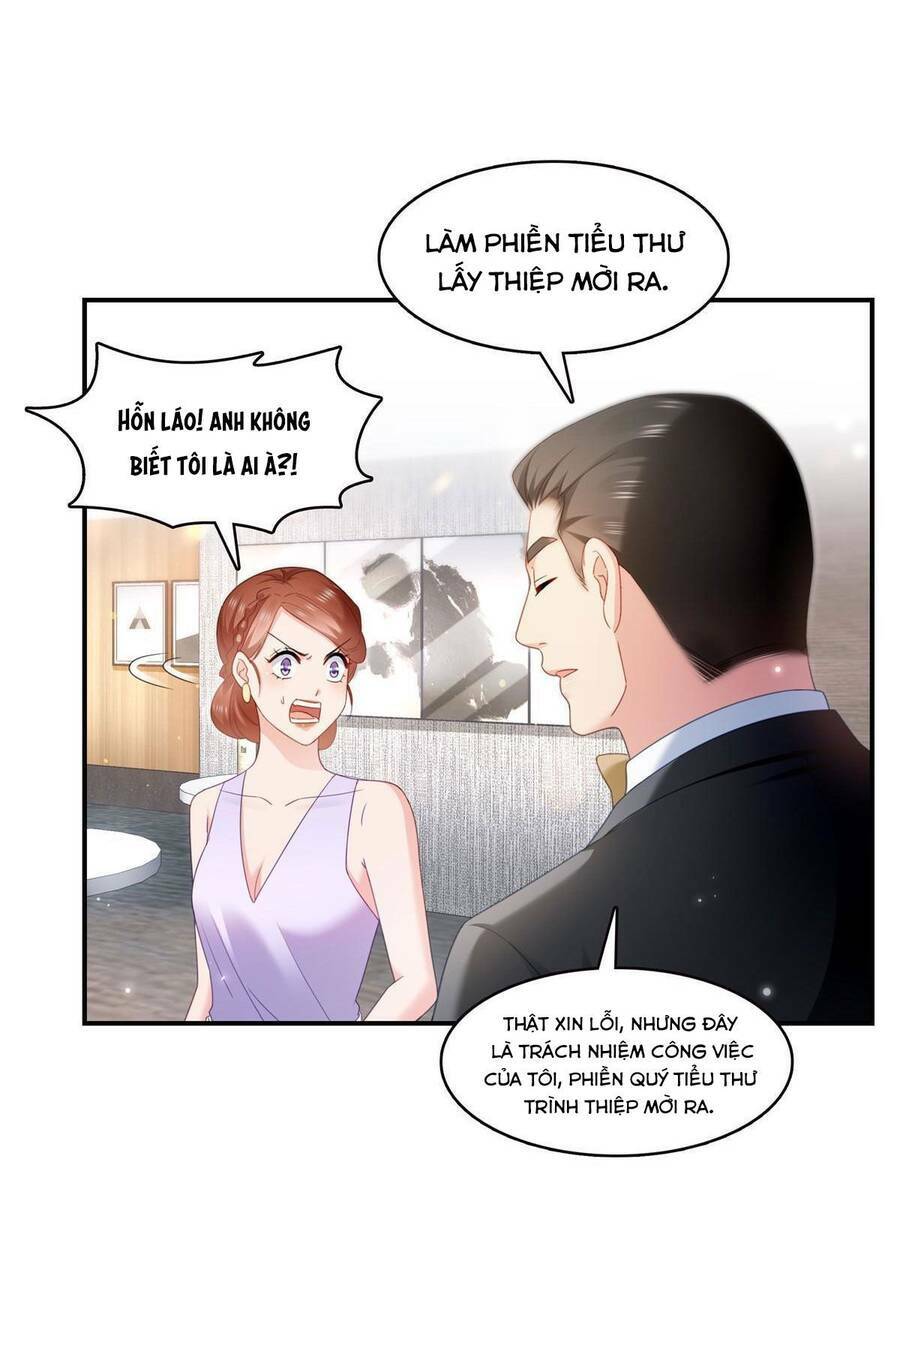 LÀM PHIỀN TIỂU THƯ
LẤY THIỆP MỜI RA.
HỖN LÁO! ANH KHÔNG
BIẾT TÔI LÀ AI À?!
THẬT XIN LỖI, NHƯNG ĐÂY
LÀ TRÁCH NHIỆM CÔNG VIỆC
CỦA TÔI, PHIỀN QUÝ TIỂU THƯ
TRÌNH THIỆP MỜI RA.